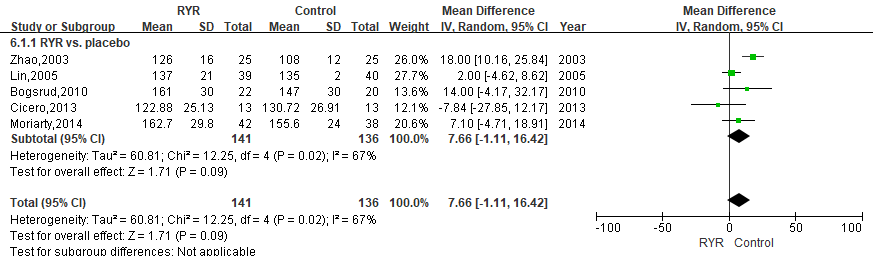 RYR Control Mean Difference Mean Difference
Study or Subgroup Mean SD Total Mean SD Total Weight IV, Random, 95% CI Year IV, Random, 95% CI
6.1.1 RYR vs. placebo
Zhao,2003 126 16 25 108 12 25 26.0% 18.00 [10.16, 25.84] 2003
Lin,2005 137 21 39 135 2 40 27.7% 2.00 [-4.62, 8.62] 2005
Bogsrud,2010 161 30 22 147 30 20 13.6% 14.00 [-4.17, 32.17] 2010
Cicero,2013 122.88 25.13 13 130.72 26.91 13 12.1% -7.84 [-27.85, 12.17] 2013
Moriarty,2014 162.7 29.8 42 155.6 24 38 20.6% 7.10 [-4.71, 18.91] 2014
Subtotal (95% CI) 141 136 100.0% 7.66 [-1.11, 16.42]
Heterogeneity: Tau² = 60.81; Chi² = 12.25, df = 4 (P = 0.02); I² = 67%
Test for overall effect: Z = 1.71 (P = 0.09)
Total (95% CI) 141 136 100.0% 7.66 [-1.11, 16.42]
Heterogeneity: Tau² = 60.81; Chi² = 12.25, df = 4 (P = 0.02); I² = 67%
-100 -50 0 50 100
Test for overall effect: Z = 1.71 (P = 0.09)
RYR Control
Test for subgroup differences: Not applicable